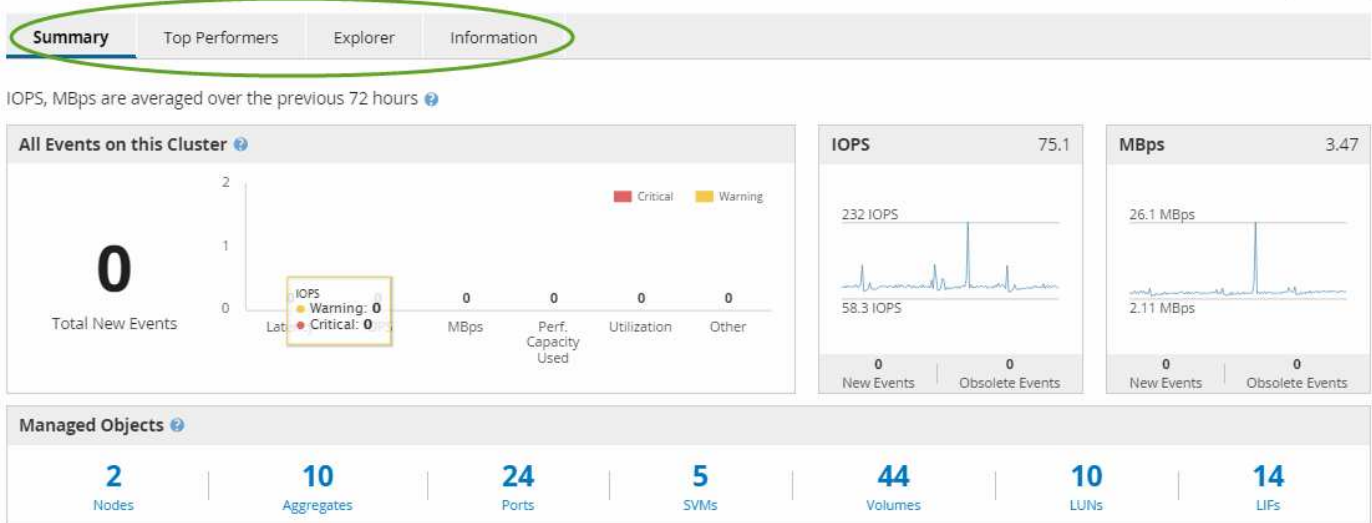 Summary Top Performers Explorer Information
IOPS, MBps are averaged over the previous 72 hours
All Events on this Cluster
2
1
0
Critical Warning
0
Total New Events
IOPS
Warning: 0
Critical: 0
0 0 0 0
MBps Perf. Utilization Other
Capacity
Used
IOPS 75.1
232 IOPS
58.3 IOPS
0 0
New Events Obsolete Events
MBps 3.47
26.1 MBps
2.11 MBps
0 0
New Events Obsolete Events
Managed Objects
2 10 24 5 44 10 14
Nodes Aggregates Ports SVMs Volumes LUNs LIFs